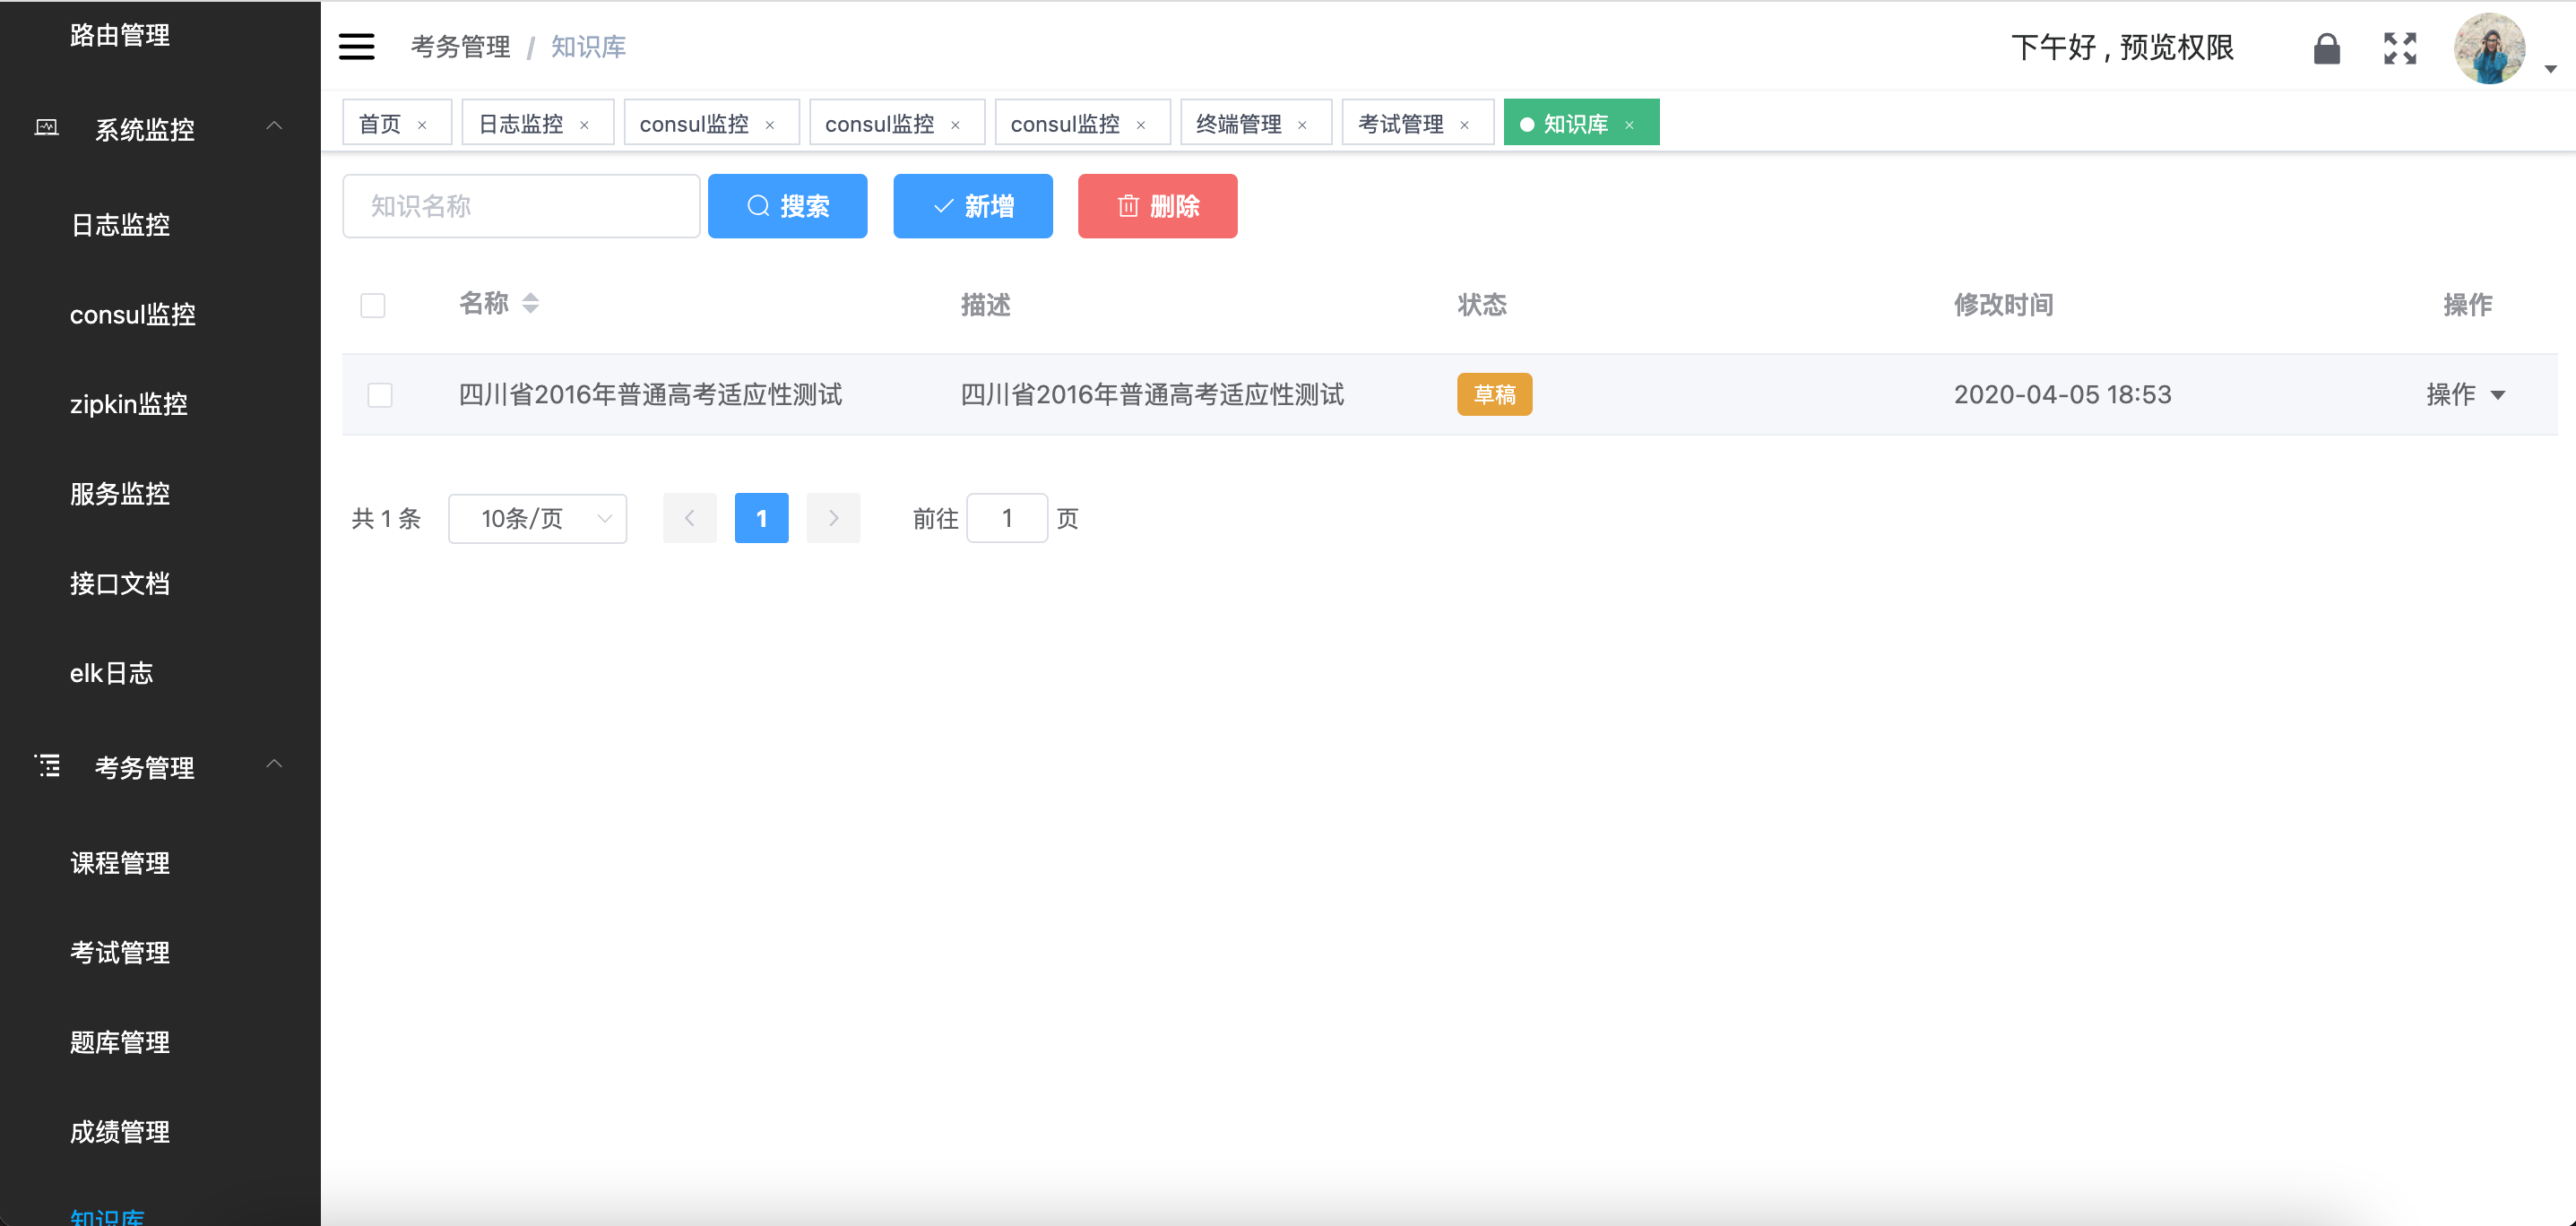 路由管理
系统监控
日志监控
consul监控
zipkin监控
服务监控
接口文档
elk日志
考务管理
课程管理
考试管理
题库管理
成绩管理
知识库
考务管理 / 知识库
下午好 , 预览权限
首页 × 日志监控 × consul监控 × consul监控 × consul监控 × 终端管理 × 考试管理 × 知识库 ×
知识名称 搜索 新增 删除
名称 描述 状态 修改时间 操作
四川省2016年普通高考适应性测试 四川省2016年普通高考适应性测试 草稿 2020-04-05 18:53 操作
共 1 条 10条/页 1 前往 1 页